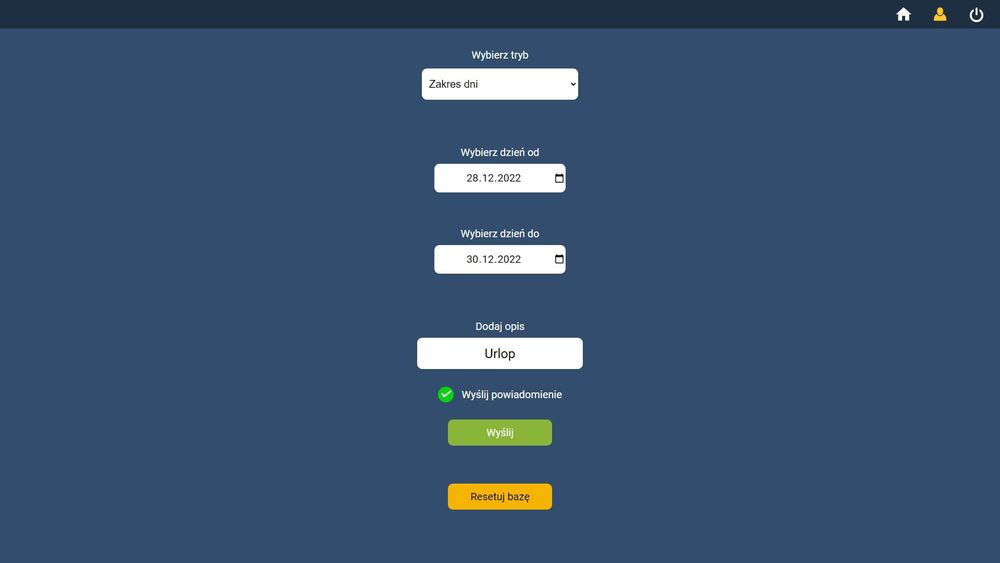 Wybierz tryb
Zakres dni
Wybierz dzień od
28.12.2022
Wybierz dzień do
30.12.2022
Dodaj opis
Urlop
Wyślij powiadomienie
Wyślij
Resetuj bazę